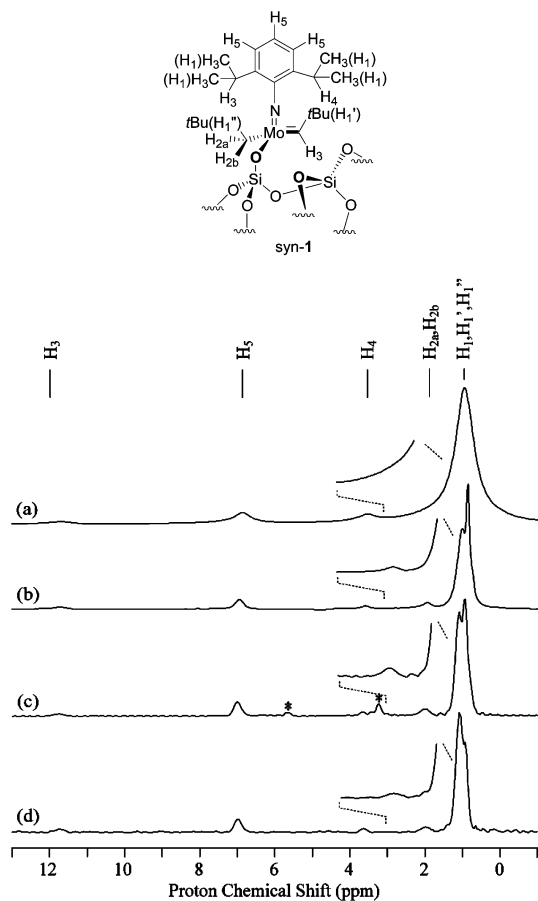 H5
H5 H5
(H1)H3C CH3(H1)
(H1)H3C CH3(H1)
H3 H4
N
tBu(H1") tBu(H1')
H2a Mo
H2b O H3
O Si O O Si O
O O O
syn-1
H3 H5 H4 H2a,H2b H1,H1',H1"
(a)
(b)
(c) * *
(d)
12 10 8 6 4 2 0
Proton Chemical Shift (ppm)